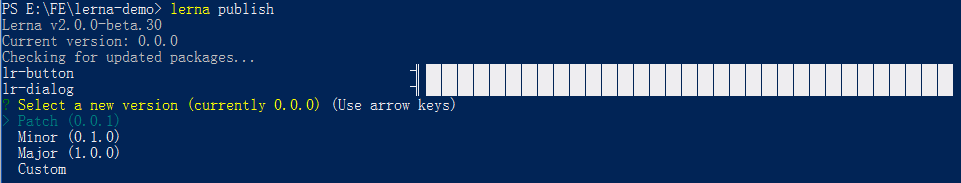 PS E:\FE\lerna-demo> lerna publish
Lerna v2.0.0-beta.30
Current version: 0.0.0
Checking for updated packages...
lr-button
lr-dialog
? Select a new version (currently 0.0.0) (Use arrow keys)
> Patch (0.0.1)
Minor (0.1.0)
Major (1.0.0)
Custom